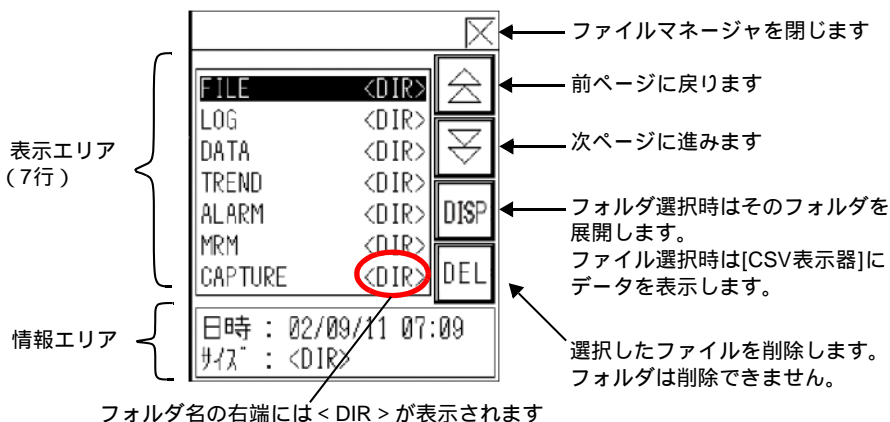 ファイルマネージャを閉じます
前ページに戻ります
次ページに進みます
表示エリア
(7行)
FILE <DIR>
LOG <DIR>
DATA <DIR>
TREND <DIR>
ALARM <DIR>
MRM <DIR>
CAPTURE <DIR>
DISP
DEL
フォルダ選択時はそのフォルダを
展開します。
ファイル選択時は[CSV表示器]に
データを表示します。
情報エリア
日時 : 02/09/11 07:09
ｻｲｽﾞ : <DIR>
選択したファイルを削除します。
フォルダは削除できません。
フォルダ名の右端には<DIR>が表示されます